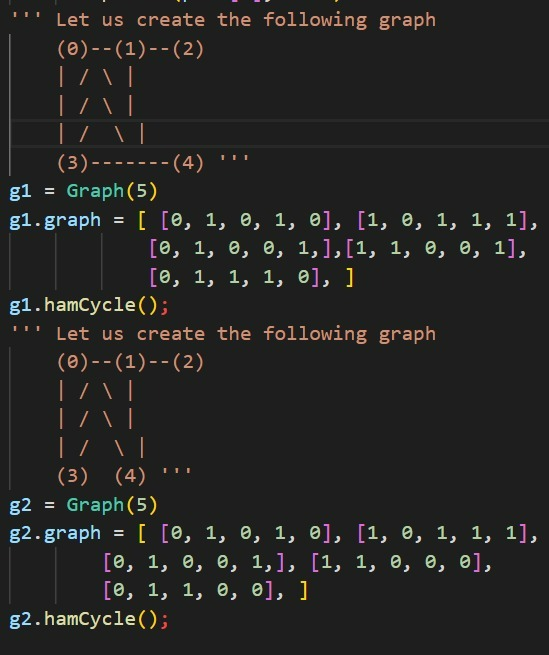 ''' Let us create the following graph
(0)--(1)--(2)
| / \ |
| / \ |
| /  \ |
(3)-------(4) '''
g1 = Graph(5)
g1.graph = [ [0, 1, 0, 1, 0], [1, 0, 1, 1, 1],
[0, 1, 0, 0, 1,],[1, 1, 0, 0, 1],
[0, 1, 1, 1, 0], ]
g1.hamCycle();
''' Let us create the following graph
(0)--(1)--(2)
| / \ |
| / \ |
| /  \ |
(3)  (4) '''
g2 = Graph(5)
g2.graph = [ [0, 1, 0, 1, 0], [1, 0, 1, 1, 1],
[0, 1, 0, 0, 1,], [1, 1, 0, 0, 0],
[0, 1, 1, 0, 0], ]
g2.hamCycle();